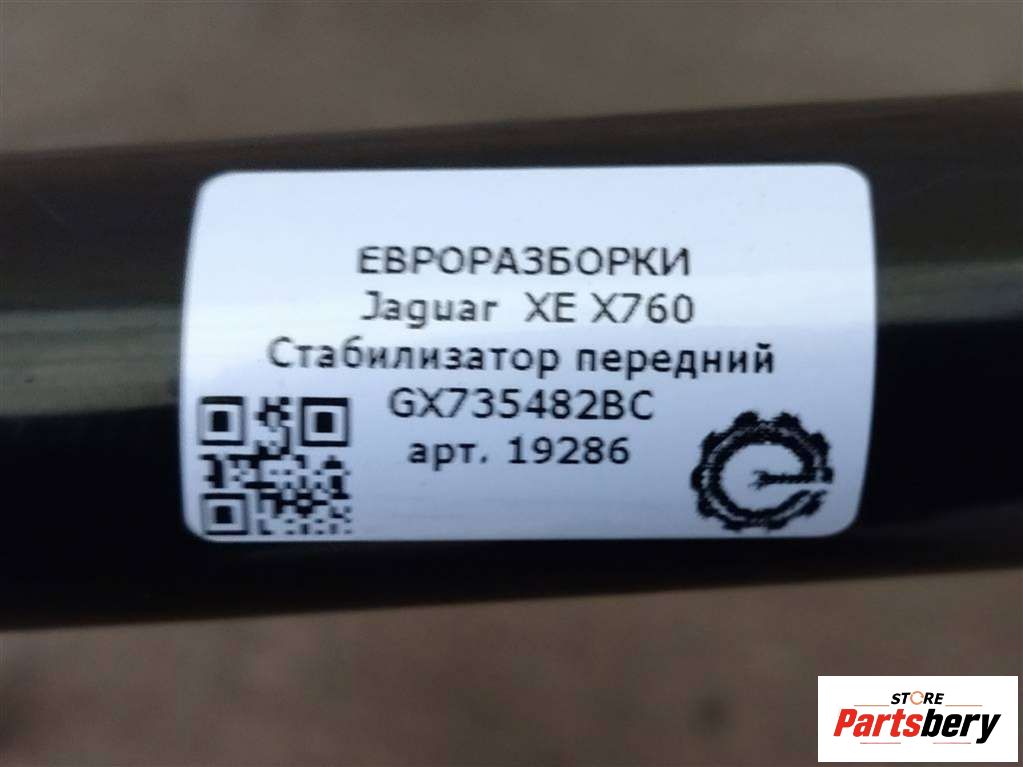 ЕВРОРАЗБОРКИ
Jaguar XE X760
Стабилизатор передний
GX735482BC
арт. 19286
STORE
Partsbery